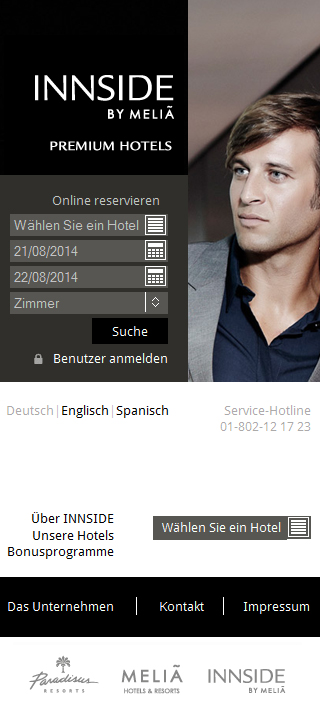 INNSIDE
BY MELIÃ
PREMIUM HOTELS
Online reservieren
Wählen Sie ein Hotel
21/08/2014
22/08/2014
Zimmer
Suche
Benutzer anmelden
Deutsch|Englisch|Spanisch
Service-Hotline
01-802-12 17 23
Über INNSIDE
Unsere Hotels
Bonusprogramme
Wählen Sie ein Hotel
Das Unternehmen | Kontakt | Impressum
Paradisus
RESORTS
MELIÃ
HOTELS & RESORTS
INNSIDE
BY MELIÃ